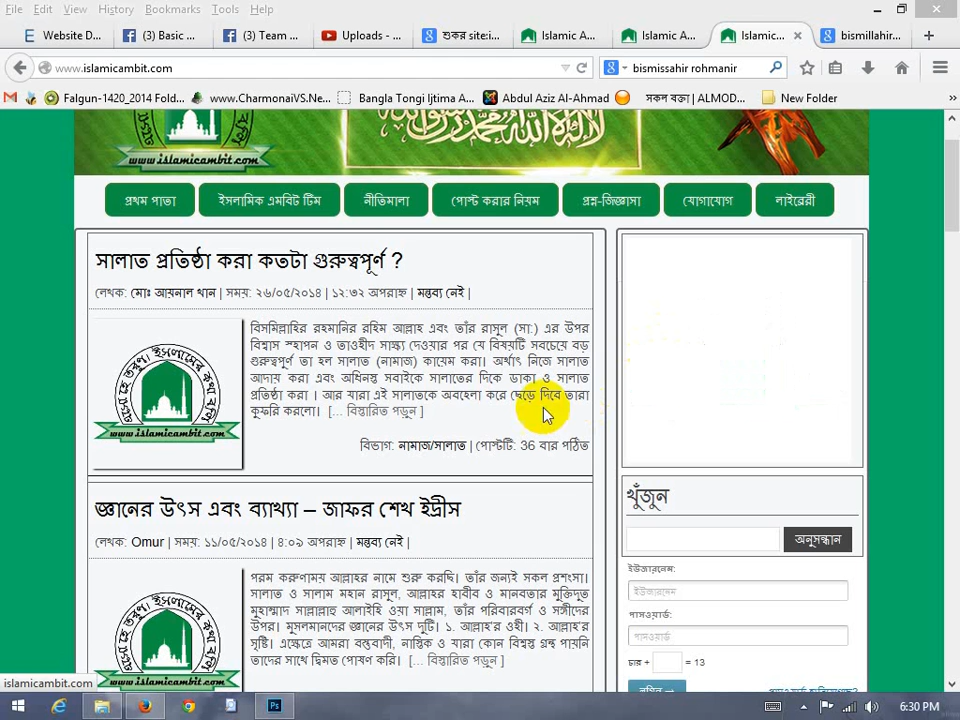 File Edit View History Bookmarks Tools Help
Website D... (3) Basic ... (3) Team ... Uploads - ... শুকর site:i... Islamic A... Islamic A... Islamic... × bismillahir...
www.islamicambit.com bismissahir rohmanir
Falgun-1420_2014 Fold... www.CharmonaiVS.Ne... Bangla Tongi Ijtima A... Abdul Aziz Al-Ahmad সকল বক্তা | ALMOD... New Folder
www.islamicambit.com
প্রথম পাতা ইসলামিক এমবিট টিম নীতিমালা পোস্ট করার নিয়ম প্রশ্ন-জিজ্ঞাসা যোগাযোগ লাইব্রেরী
সালাত প্রতিষ্ঠা করা কতটা গুরুত্বপূর্ণ ?
লেখক: মোঃ আয়নাল খান | সময়: ২৬/০৫/২০১৪ | ১২:৩২ অপরাহ্ন | মন্তব্য নেই |
বিসমিল্লাহির রহমানির রহিম আল্লাহ এবং তাঁর রাসুল (সা:) এর উপর
বিশ্বাস স্হাপন ও তাওহীদ সাক্ষ্য দেওয়ার পর যে বিষয়টি সবচেয়ে বড়
গুরুত্বপূর্ণ তা হল সালাত (নামাজ) কায়েম করা। অর্থাৎ নিজে সালাত
আদায় করা এবং অধিনস্ত সবাইকে সালাতের দিকে ডাকা ও সালাত
প্রতিষ্ঠা করা । আর যারা এই সালাতকে অবহেলা করে ছেড়ে দিবে তারা
কুফরি করলো। [... বিস্তারিত পড়ুন ]
www.islamicambit.com
বিভাগ: নামাজ/সালাত | পোস্টটি: 36 বার পঠিত
জ্ঞানের উৎস এবং ব্যাখ্যা – জাফর শেখ ইদ্রীস
লেখক: Omur | সময়: ১১/০৫/২০১৪ | ৪:০৯ অপরাহ্ন | মন্তব্য নেই |
পরম করুণাময় আল্লাহর নামে শুরু করছি। তাঁর জন্যই সকল প্রশংসা।
সালাত ও সালাম মহান রাসূল, আল্লাহর হাবীব ও মানবতার মুক্তিদূত
মুহাম্মাদ সাল্লাল্লাহু আলাইহি ওয়া সাল্লাম, তাঁর পরিবারবর্গ ও সঙ্গীদের
উপর। মুসলমানদের জ্ঞানের উৎস দুটি। ১. আল্লাহ'র ওহী। ২. আল্লাহ'র
সৃষ্টি। এক্ষেত্রে আমরা বস্তুবাদী, নাস্তিক ও যারা কোন বিশ্বস্ত গ্রন্থ পায়নি
তাদের সাথে দ্বিমত পোষণ করি। [... বিস্তারিত পড়ুন ]
খুঁজুন
অনুসন্ধান
ইউজারনেম:
ইউজারনেম
পাসওয়ার্ড:
পাসওয়ার্ড
চার + = 13
islamicambit.com
6:30 PM